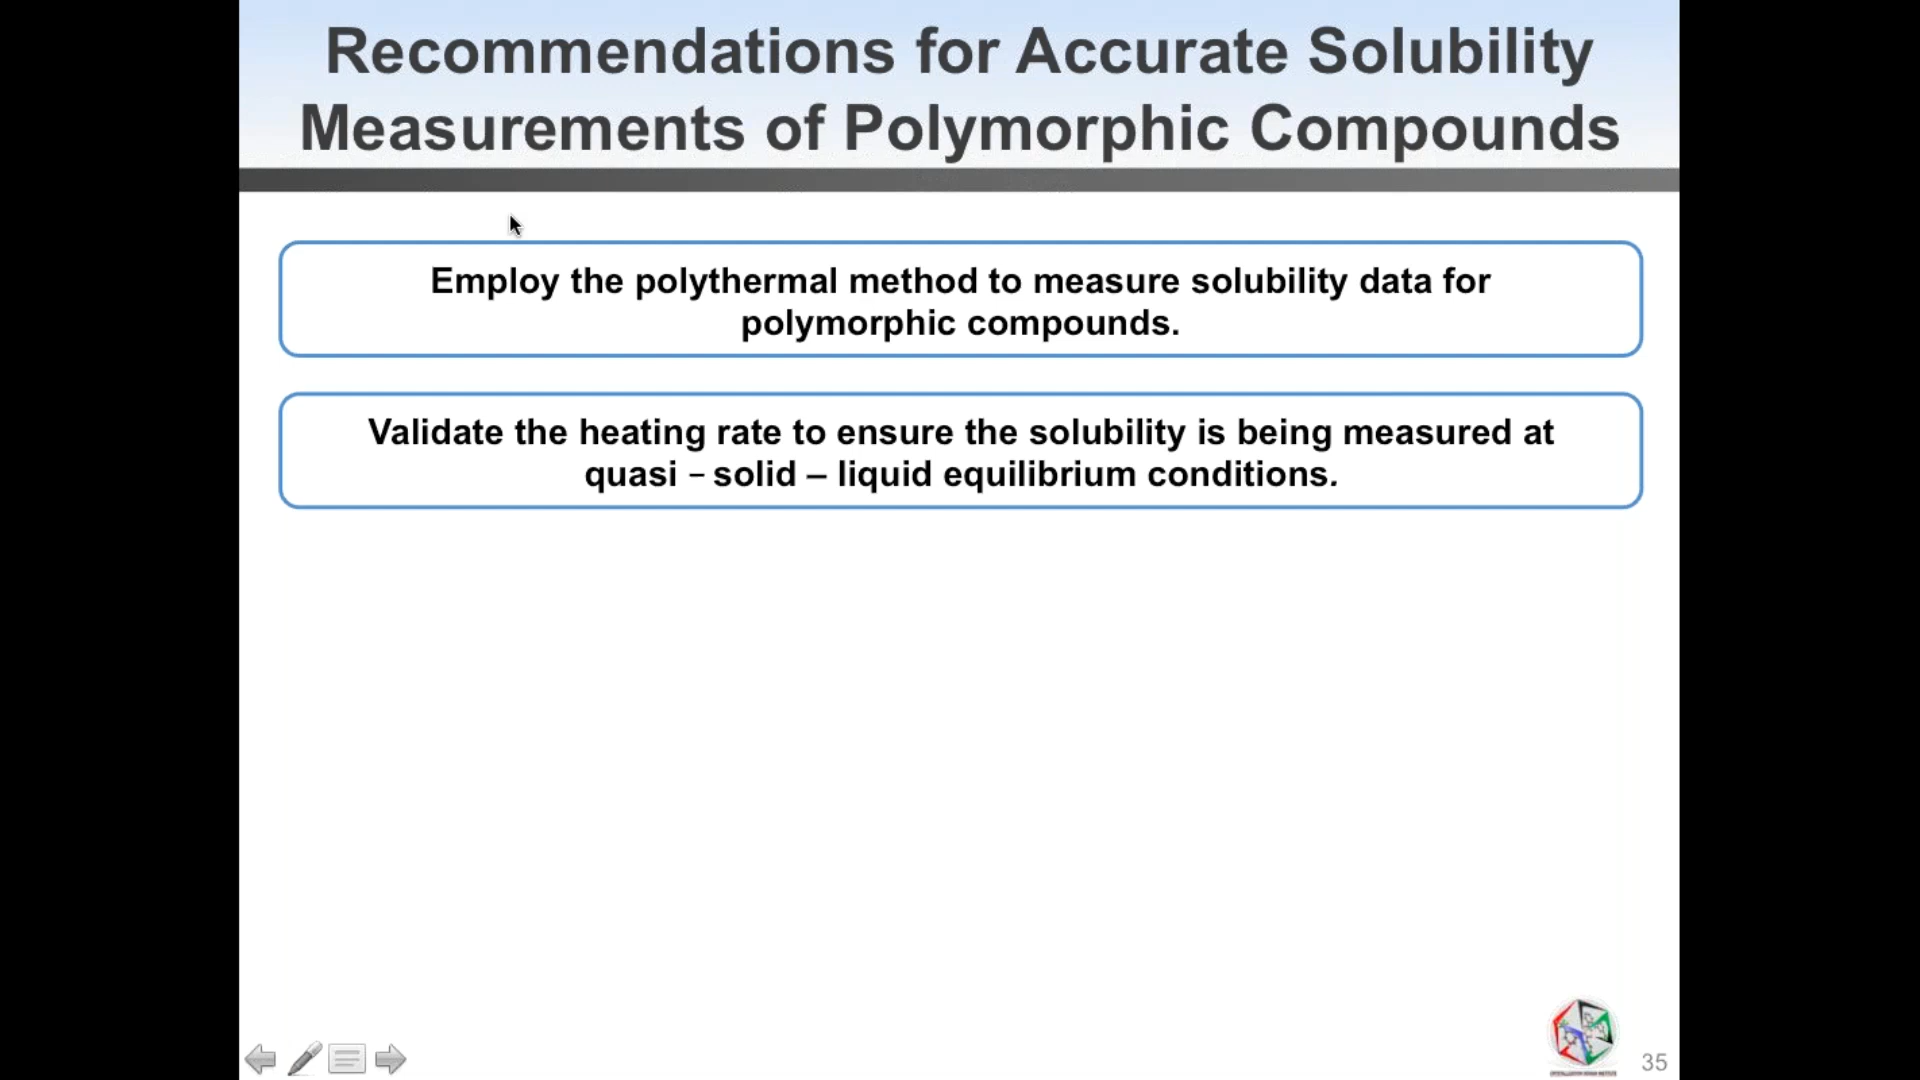 Recommendations for Accurate Solubility
Measurements of Polymorphic Compounds
Employ the polythermal method to measure solubility data for
polymorphic compounds.
Validate the heating rate to ensure the solubility is being measured at
quasi – solid – liquid equilibrium conditions.
35